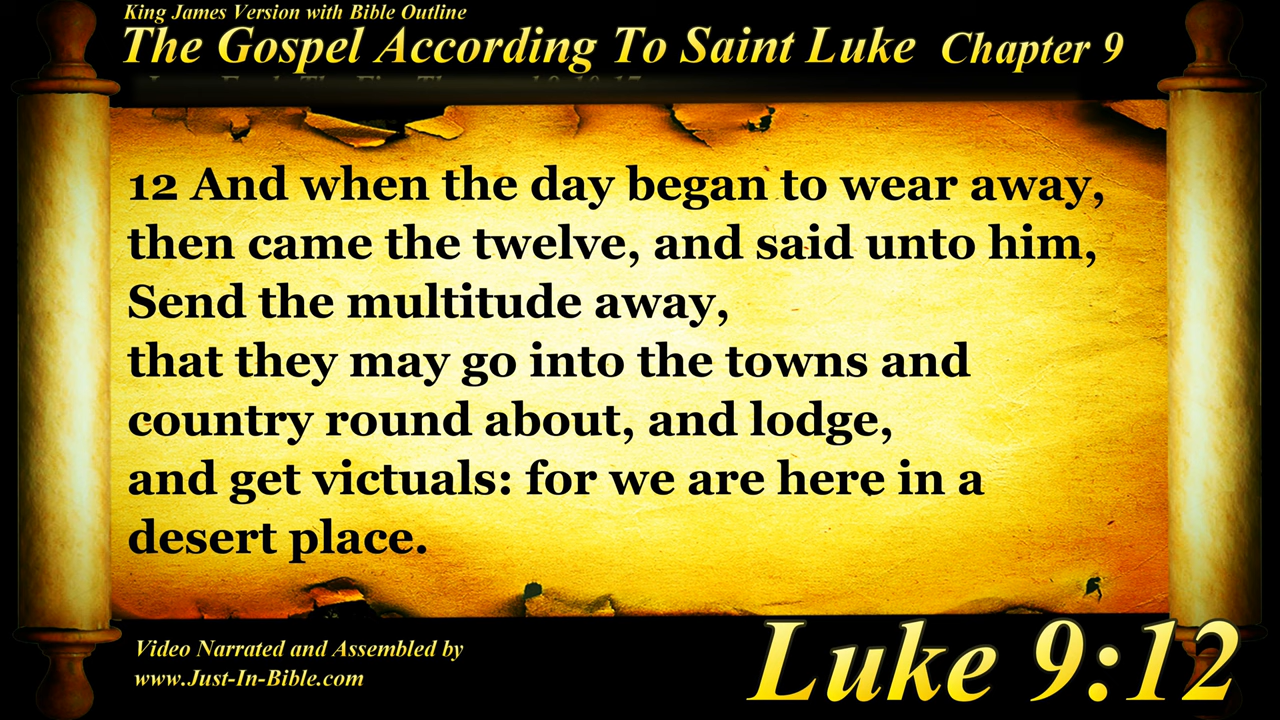 King James Version with Bible Outline
The Gospel According To Saint Luke Chapter 9
12 And when the day began to wear away,
then came the twelve, and said unto him,
Send the multitude away,
that they may go into the towns and
country round about, and lodge,
and get victuals: for we are here in a
desert place.
Video Narrated and Assembled by
www.Just-In-Bible.com
Luke 9:12